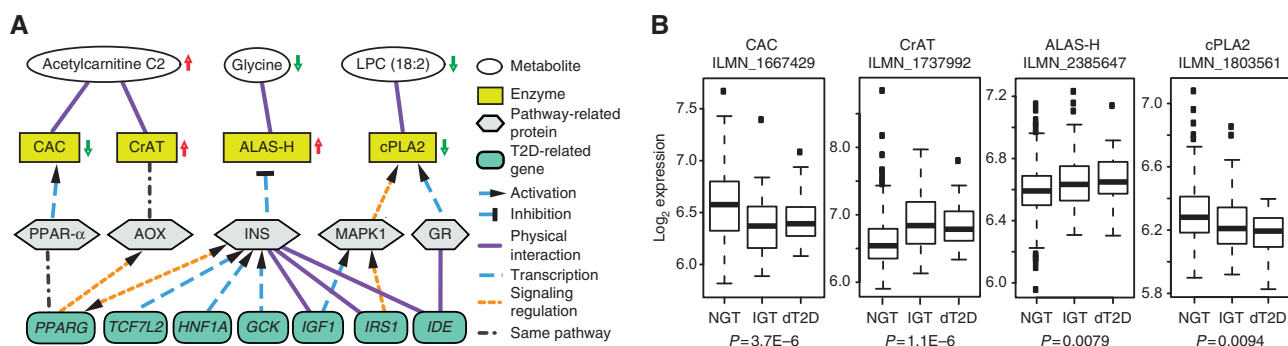 A
Acetylcarnitine C2
Glycine
LPC (18:2)
CAC
CrAT
ALAS-H
cPLA2
PPAR-α
AOX
INS
MAPK1
GR
PPARG
TCF7L2
HNF1A
GCK
IGF1
IRS1
IDE
Metabolite
Enzyme
Pathway-related
protein
T2D-related
gene
Activation
Inhibition
Physical
interaction
Transcription
Signaling
regulation
Same pathway
B
Log2 expression
CAC
ILMN_1667429
7.5
7.0
6.5
6.0
NGT IGT dT2D
P=3.7E–6
CrAT
ILMN_1737992
8.0
7.0
6.0
NGT IGT dT2D
P=1.1E–6
ALAS-H
ILMN_2385647
7.2
6.8
6.4
6.0
NGT IGT dT2D
P=0.0079
cPLA2
ILMN_1803561
7.0
6.6
6.2
5.8
NGT IGT dT2D
P=0.0094